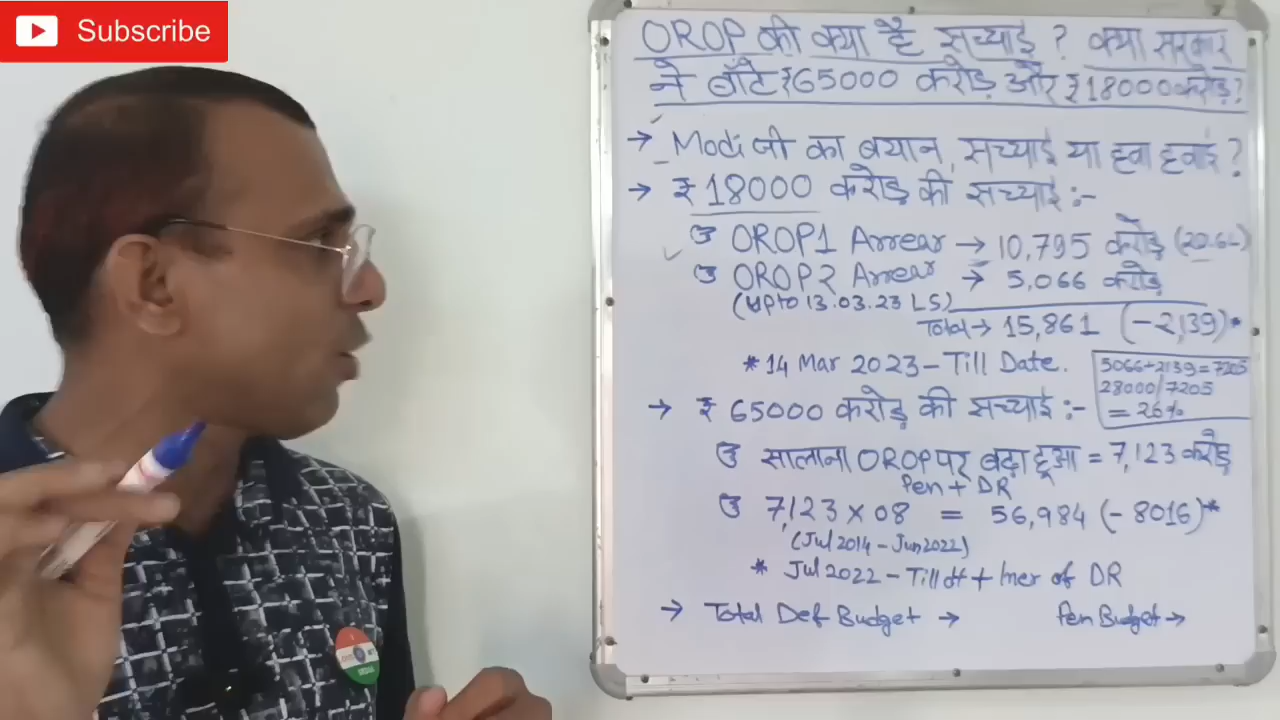 Subscribe
OROP की क्या है सच्याई ? क्या सरकार
ने बाँटे ₹65000 करोड़ और ₹18000 करोड़?
→ Modi जी का बयान, सच्याई या हवा हवाई ?
→ ₹ 18000 करोड़ की सच्याई :-
OROP1 Arrear → 10,795 करोड़ (20.6L)
OROP2 Arrear → 5,066 करोड़
(Upto 13.03.23 LS)
Total → 15,861 (-2,139)*
* 14 Mar 2023 - Till Date.
5066+2139=7205
28000/7205
= 26%
→ ₹ 65000 करोड़ की सच्याई :-
सालाना OROP पर बढ़ा हूआ = 7,123 करोड़
Pen + DR
7,123 × 08 = 56,984 (- 8016)*
(Jul 2014 - Jun 2022)
* Jul 2022 - Till dt + Incr of DR
→ Total Def Budget → Pen Budget →